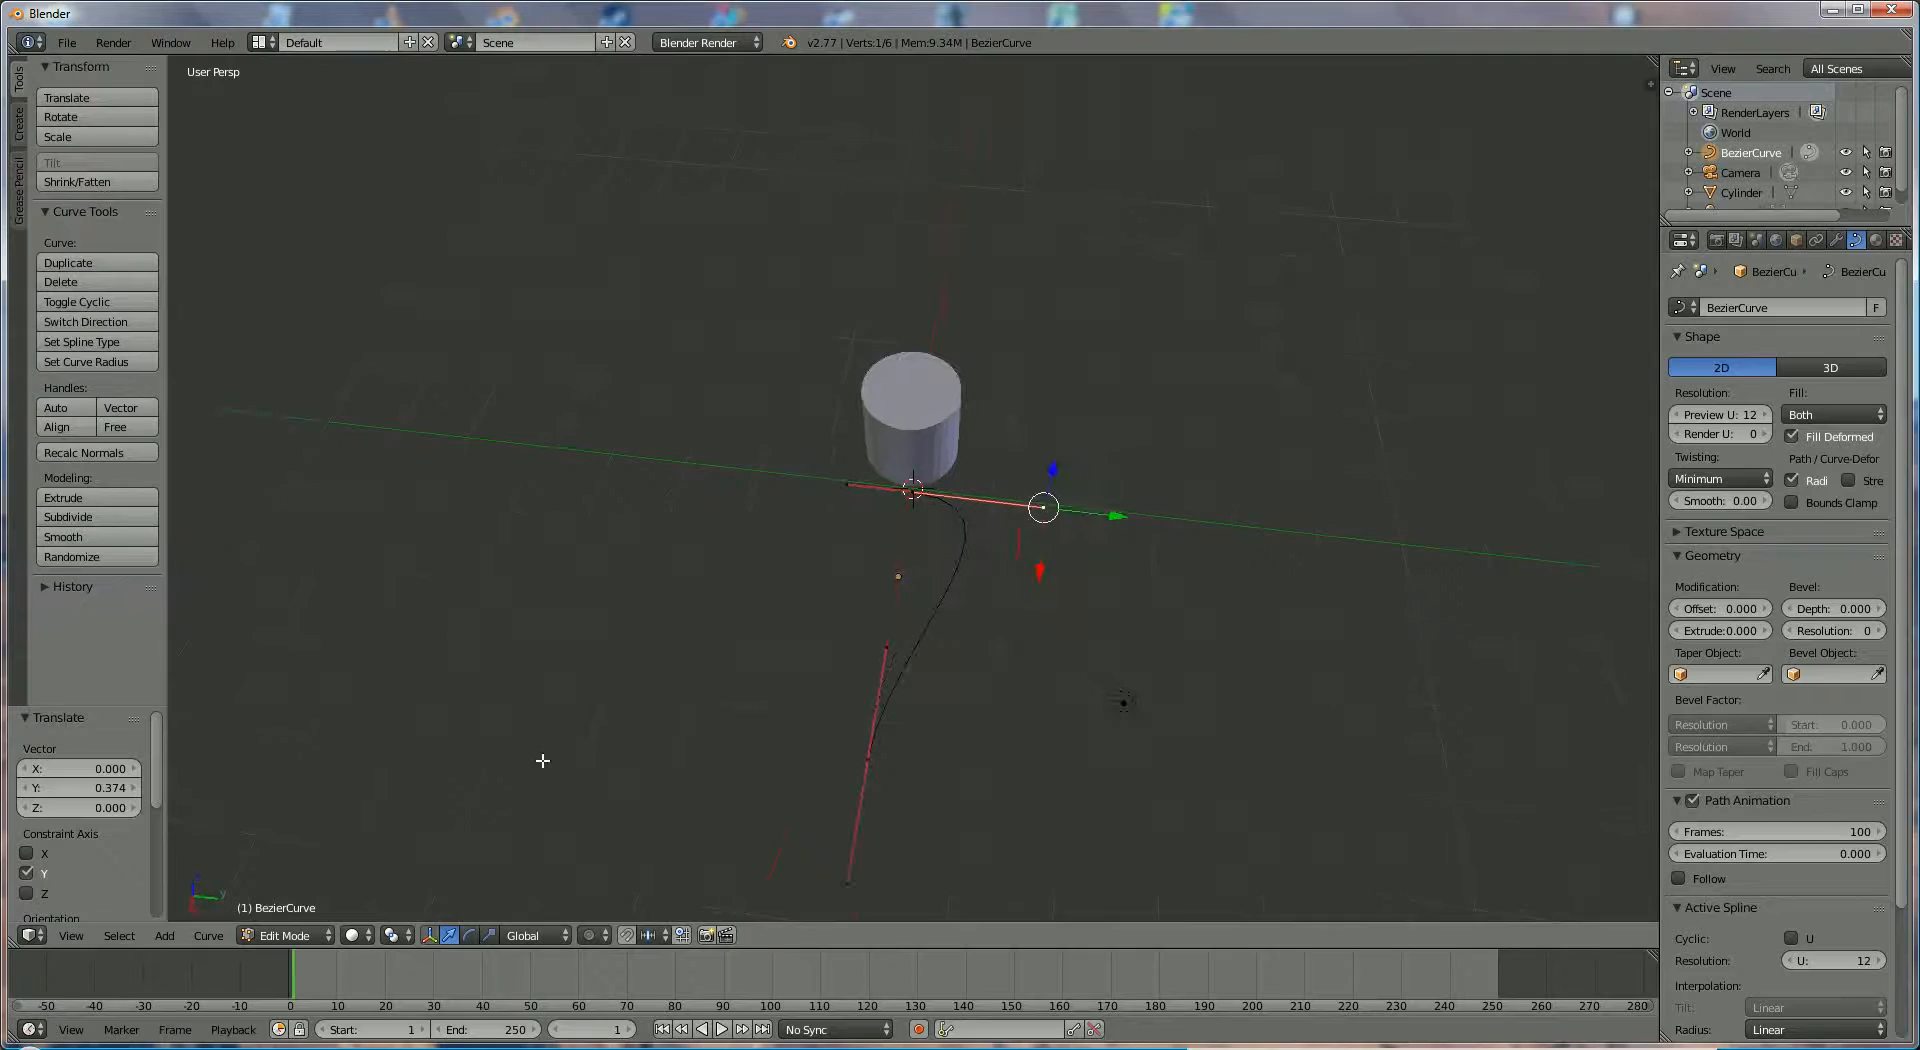 Blender
File Render Window Help Default Scene Blender Render v2.77 | Verts:1/6 | Mem:9.34M | BezierCurve
Tools
Create
Grease Pencil
Transform
Translate
Rotate
Scale
Tilt
Shrink/Fatten
Curve Tools
Curve:
Duplicate
Delete
Toggle Cyclic
Switch Direction
Set Spline Type
Set Curve Radius
Handles:
Auto Vector
Align Free
Recalc Normals
Modeling:
Extrude
Subdivide
Smooth
Randomize
History
Translate
Vector
X: 0.000
Y: 0.374
Z: 0.000
Constraint Axis
X
Y
Z
Orientation
User Persp
y
(1) BezierCurve
View Select Add Curve Edit Mode Global
-50 -40 -30 -20 -10 0 10 20 30 40 50 60 70 80 90 100 110 120 130 140 150 160 170 180 190 200 210 220 230 240 250 260 270 280
View Marker Frame Playback Start: 1 End: 250 1 No Sync
View Search All Scenes
Scene
RenderLayers
World
BezierCurve
Camera
Cylinder
BezierCu BezierCu
BezierCurve F
Shape
2D 3D
Resolution: Fill:
Preview U: 12 Both
Render U: 0 Fill Deformed
Twisting: Path / Curve-Defor
Minimum Radi Stre
Smooth: 0.00 Bounds Clamp
Texture Space
Geometry
Modification: Bevel:
Offset: 0.000 Depth: 0.000
Extrude:0.000 Resolution: 0
Taper Object: Bevel Object:
Bevel Factor:
Resolution Start: 0.000
Resolution End: 1.000
Map Taper Fill Caps
Path Animation
Frames: 100
Evaluation Time: 0.000
Follow
Active Spline
Cyclic: U
Resolution: U: 12
Interpolation:
Tilt: Linear
Radius: Linear